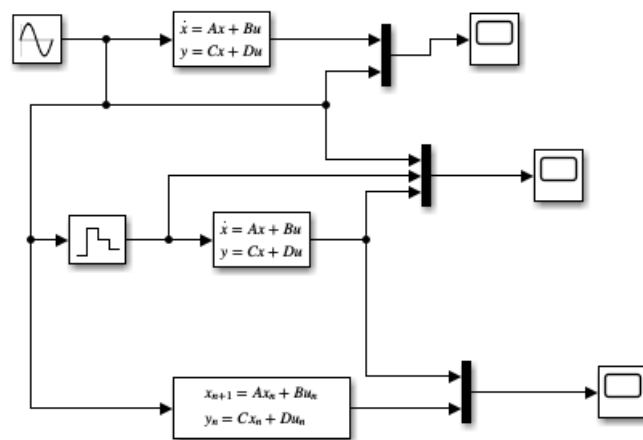 ẋ = Ax + Bu
y = Cx + Du
ẋ = Ax + Bu
y = Cx + Du
xₙ₊₁ = Axₙ + Buₙ
yₙ = Cxₙ + Duₙ